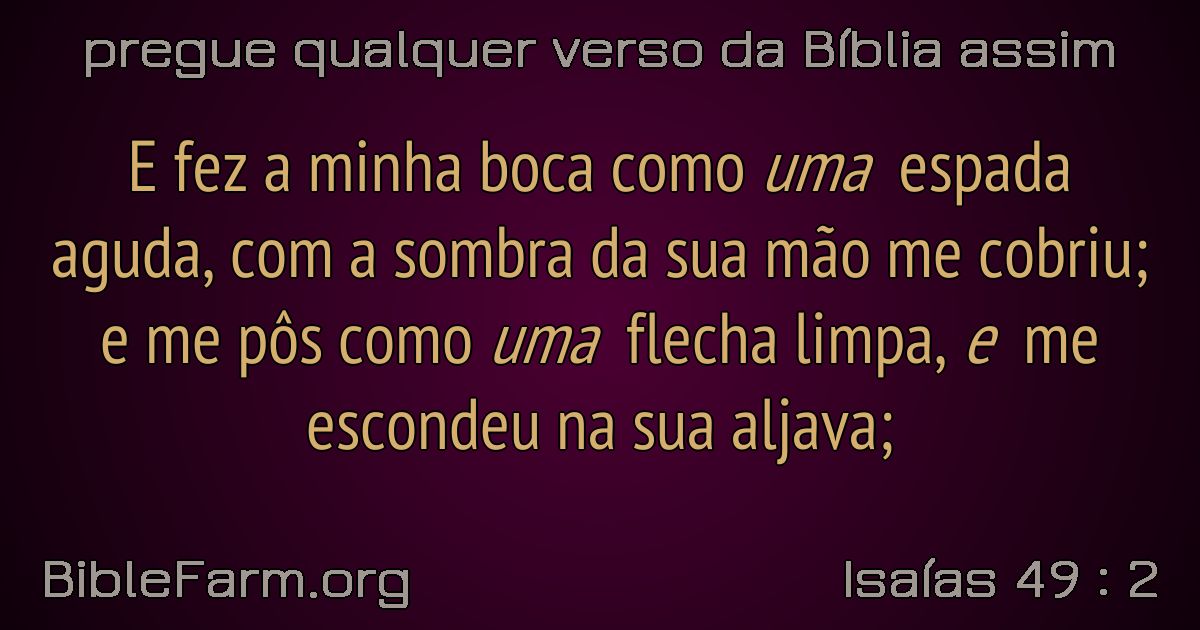 pregue qualquer verso da Bíblia assim
E fez a minha boca como uma espada
aguda, com a sombra da sua mão me cobriu;
e me pôs como uma flecha limpa, e me
escondeu na sua aljava;
BibleFarm.org
Isaías 49 : 2